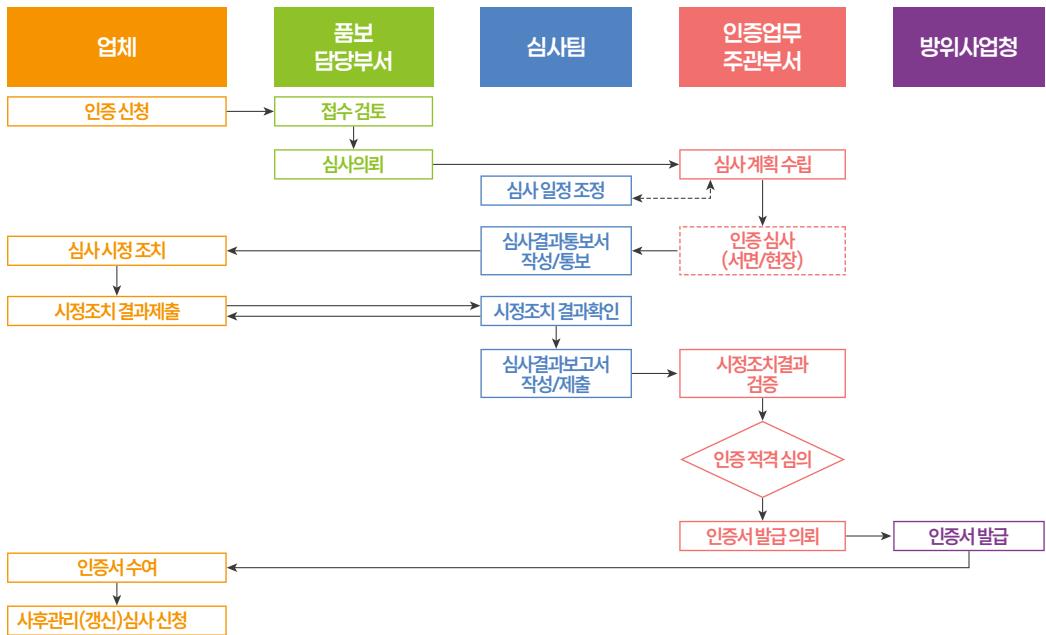 업체
품보
담당부서
심사팀
인증업무
주관부서
방위사업청
인증 신청
접수 검토
심사의뢰
심사 계획 수립
심사 일정 조정
심사 시정 조치
심사결과통보서
작성/통보
인증 심사
(서면/현장)
시정조치 결과제출
시정조치 결과확인
심사결과보고서
작성/제출
시정조치결과
검증
인증 적격 심의
인증서 발급 의뢰
인증서 발급
인증서 수여
사후관리(갱신)심사 신청